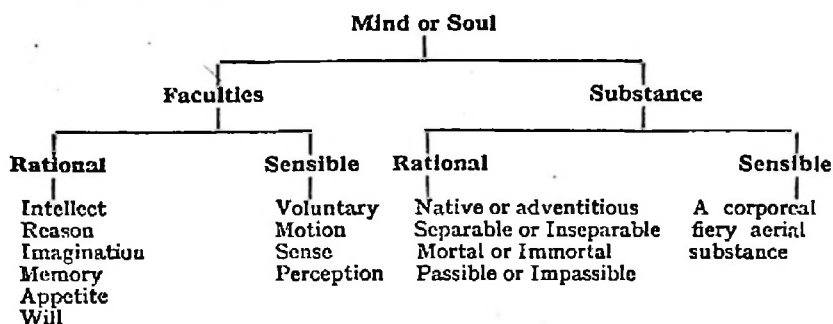 Mind or Soul
Faculties Substance
Rational Sensible Rational Sensible
Intellect Voluntary Native or adventitious A corporeal
Reason Motion Separable or Inseparable fiery aerial
Imagination Sense Mortal or Immortal substance
Memory Perception Passible or Impassible
Appetite
Will